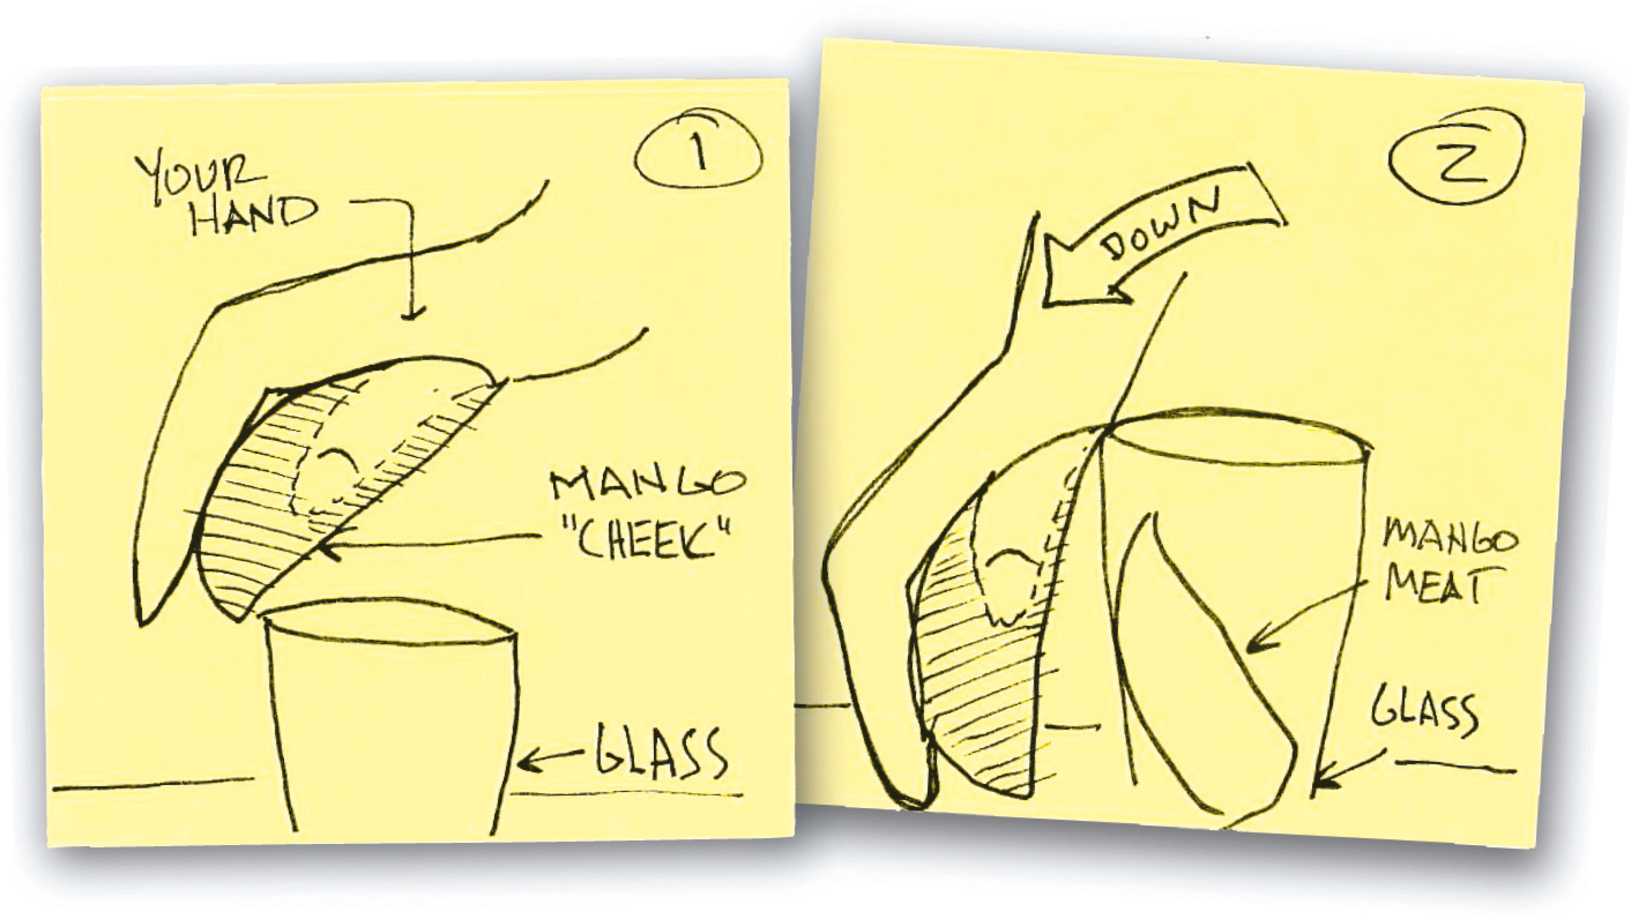 1
YOUR
HAND
MANGO
"CHEEK"
GLASS
2
DOWN
MANGO
MEAT
GLASS